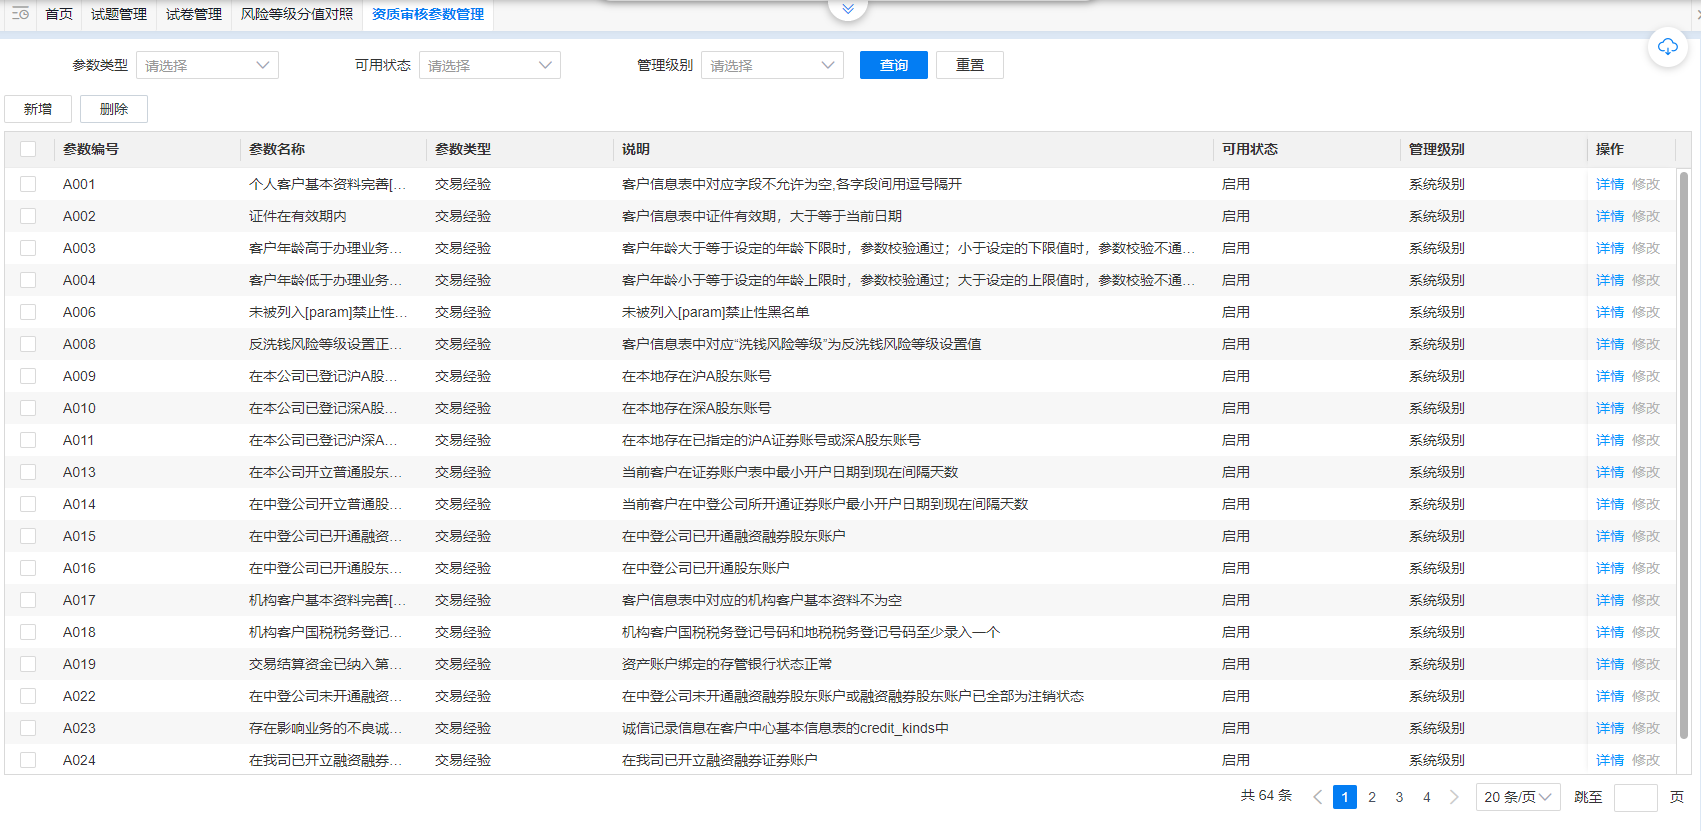 首页 试题管理 试卷管理 风险等级分值对照 资质审核参数管理
参数类型 请选择 可用状态 请选择 管理级别 请选择 查询 重置
新增 删除
参数编号 参数名称 参数类型 说明 可用状态 管理级别 操作
A001 个人客户基本资料完善[... 交易经验 客户信息表中对应字段不允许为空,各字段间用逗号隔开 启用 系统级别 详情 修改
A002 证件在有效期内 交易经验 客户信息表中证件有效期，大于等于当前日期 启用 系统级别 详情 修改
A003 客户年龄高于办理业务... 交易经验 客户年龄大于等于设定的年龄下限时，参数校验通过；小于设定的下限值时，参数校验不通... 启用 系统级别 详情 修改
A004 客户年龄低于办理业务... 交易经验 客户年龄小于等于设定的年龄上限时，参数校验通过；大于设定的上限值时，参数校验不通... 启用 系统级别 详情 修改
A006 未被列入[param]禁止性... 交易经验 未被列入[param]禁止性黑名单 启用 系统级别 详情 修改
A008 反洗钱风险等级设置正... 交易经验 客户信息表中对应“洗钱风险等级”为反洗钱风险等级设置值 启用 系统级别 详情 修改
A009 在本公司已登记沪A股... 交易经验 在本地存在沪A股东账号 启用 系统级别 详情 修改
A010 在本公司已登记深A股... 交易经验 在本地存在深A股东账号 启用 系统级别 详情 修改
A011 在本公司已登记沪深A... 交易经验 在本地存在已指定的沪A证券账号或深A股东账号 启用 系统级别 详情 修改
A013 在本公司开立普通股东... 交易经验 当前客户在证券账户表中最小开户日期到现在间隔天数 启用 系统级别 详情 修改
A014 在中登公司开立普通股... 交易经验 当前客户在中登公司所开通证券账户最小开户日期到现在间隔天数 启用 系统级别 详情 修改
A015 在中登公司已开通融资... 交易经验 在中登公司已开通融资融券股东账户 启用 系统级别 详情 修改
A016 在中登公司已开通股东... 交易经验 在中登公司已开通股东账户 启用 系统级别 详情 修改
A017 机构客户基本资料完善[... 交易经验 客户信息表中对应的机构客户基本资料不为空 启用 系统级别 详情 修改
A018 机构客户国税税务登记... 交易经验 机构客户国税税务登记号码和地税税务登记号码至少录入一个 启用 系统级别 详情 修改
A019 交易结算资金已纳入第... 交易经验 资产账户绑定的存管银行状态正常 启用 系统级别 详情 修改
A022 在中登公司未开通融资... 交易经验 在中登公司未开通融资融券股东账户或融资融券股东账户已全部为注销状态 启用 系统级别 详情 修改
A023 存在影响业务的不良诚... 交易经验 诚信记录信息在客户中心基本信息表的credit_kinds中 启用 系统级别 详情 修改
A024 在我司已开立融资融券... 交易经验 在我司已开立融资融券证券账户 启用 系统级别 详情 修改
共 64 条 1 2 3 4 20 条/页 跳至 页